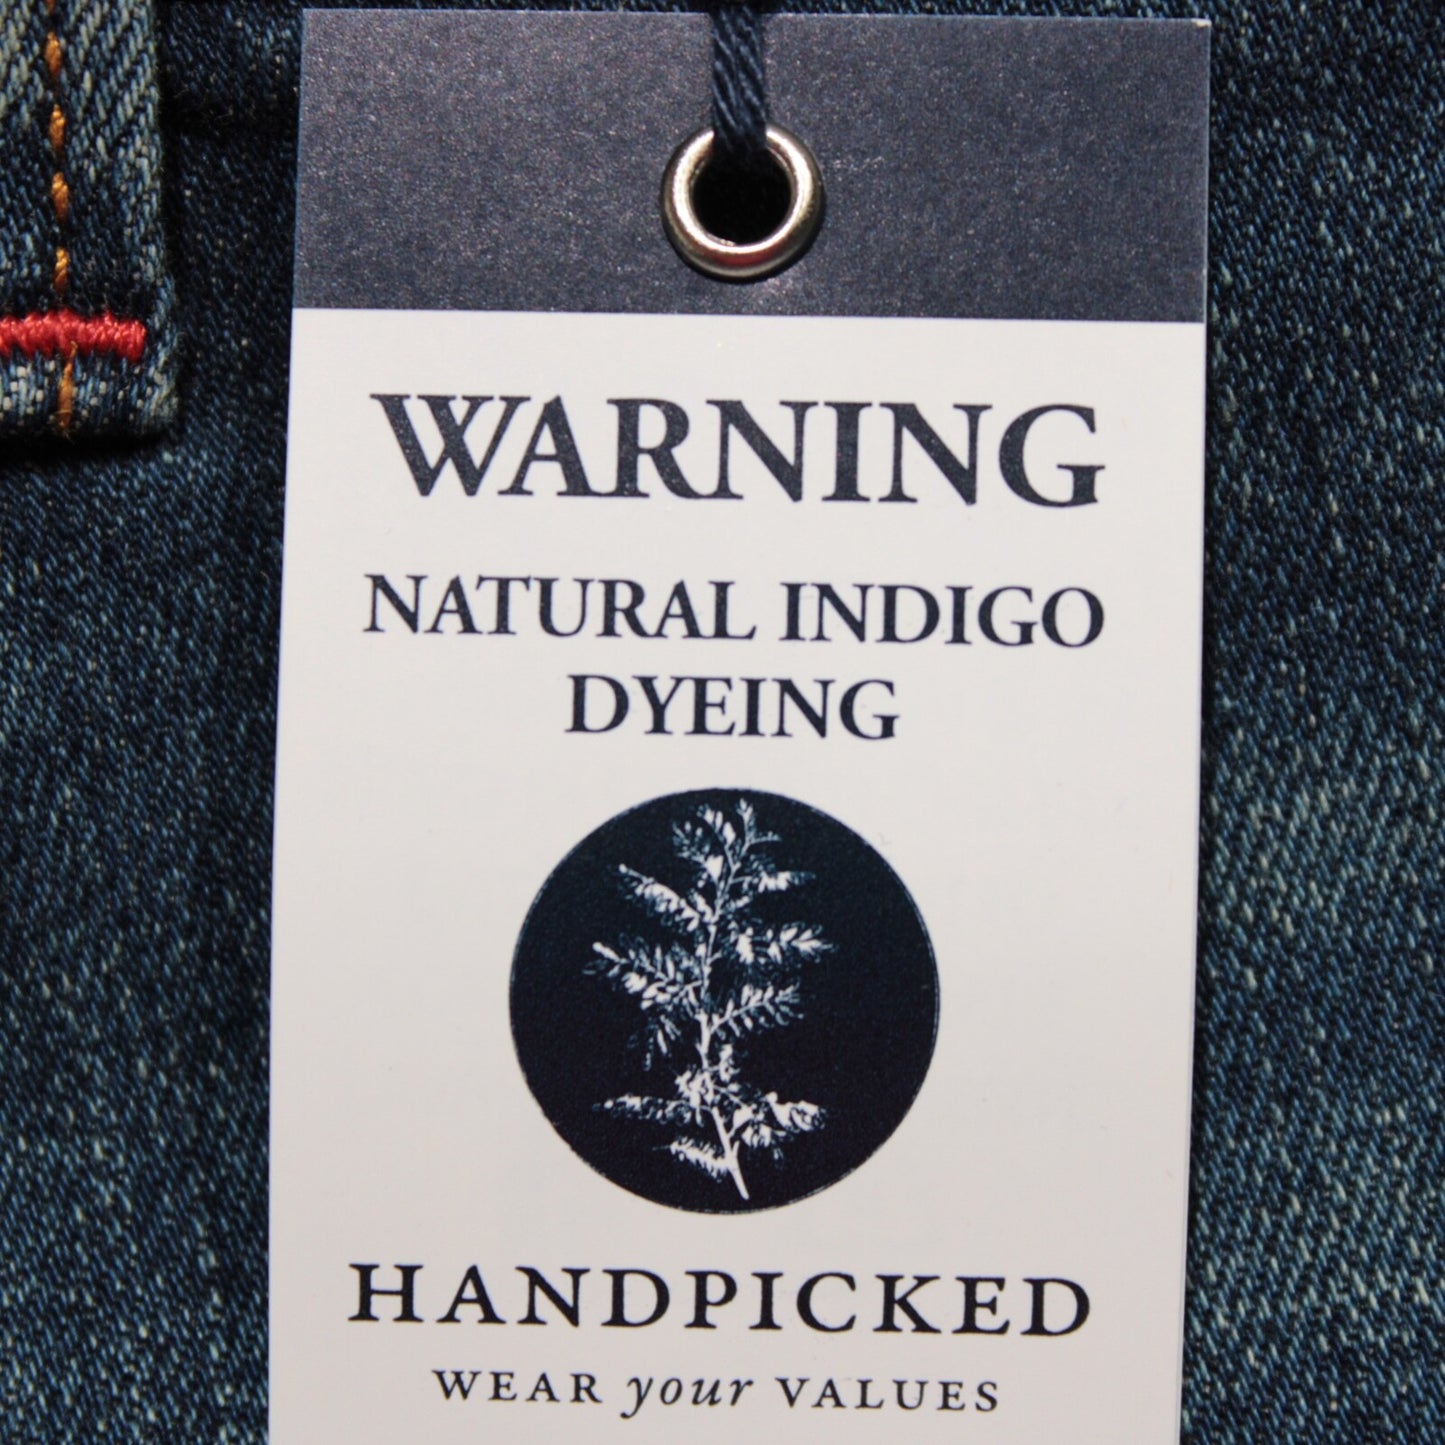 WARNING
NATURAL INDIGO
DYEING
HANDPICKED
WEAR your VALUES